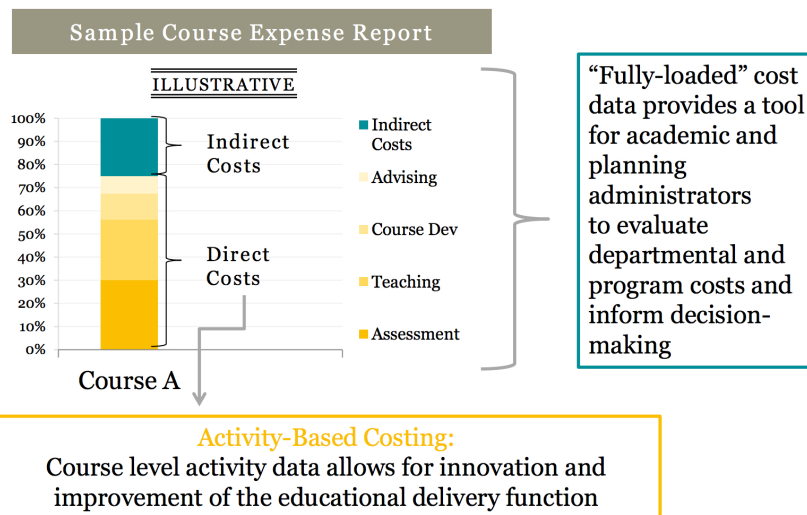 Sample Course Expense Report
ILLUSTRATIVE
100%
90%
80%
70%
60%
50%
40%
30%
20%
10%
0%
Course A
Indirect
Costs
Direct
Costs
Indirect
Costs
Advising
Course Dev
Teaching
Assessment
“Fully-loaded” cost
data provides a tool
for academic and
planning
administrators
to evaluate
departmental and
program costs and
inform decision-
making
Activity-Based Costing:
Course level activity data allows for innovation and
improvement of the educational delivery function